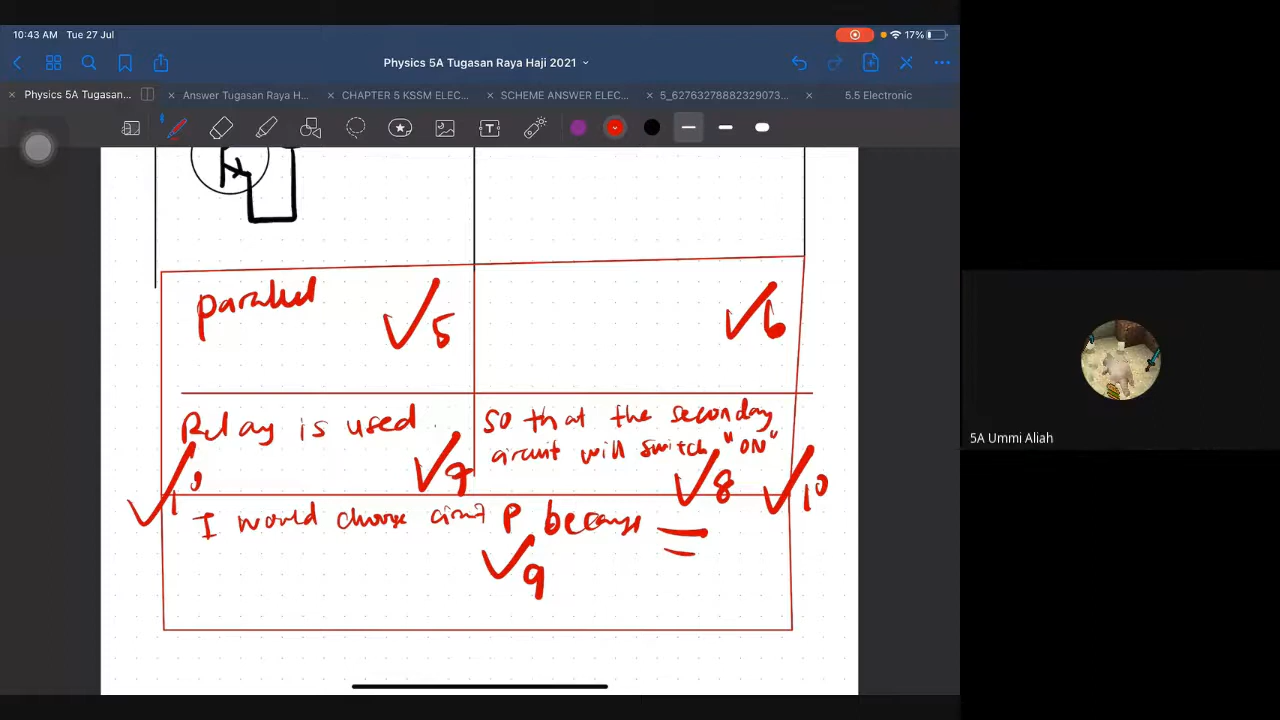 10:43 AM Tue 27 Jul
17%
Physics 5A Tugasan Raya Haji 2021
Physics 5A Tugasan...
Answer Tugasan Raya H...
CHAPTER 5 KSSM ELEC...
SCHEME ANSWER ELEC...
5_62763278882329073...
5.5 Electronic
parallel
√5
√6
Relay is used.
√7
so that the seconday
circuit will switch "ON"
√8
√10
√10
I would choose circuit P because
√9
5A Ummi Aliah